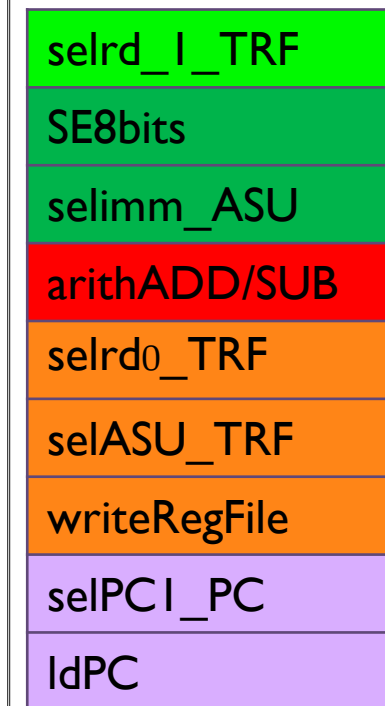 selrd_1_TRF
SE8bits
selimm_ASU
arithADD/SUB
selrd0_TRF
selASU_TRF
writeRegFile
selPC1_PC
ldPC